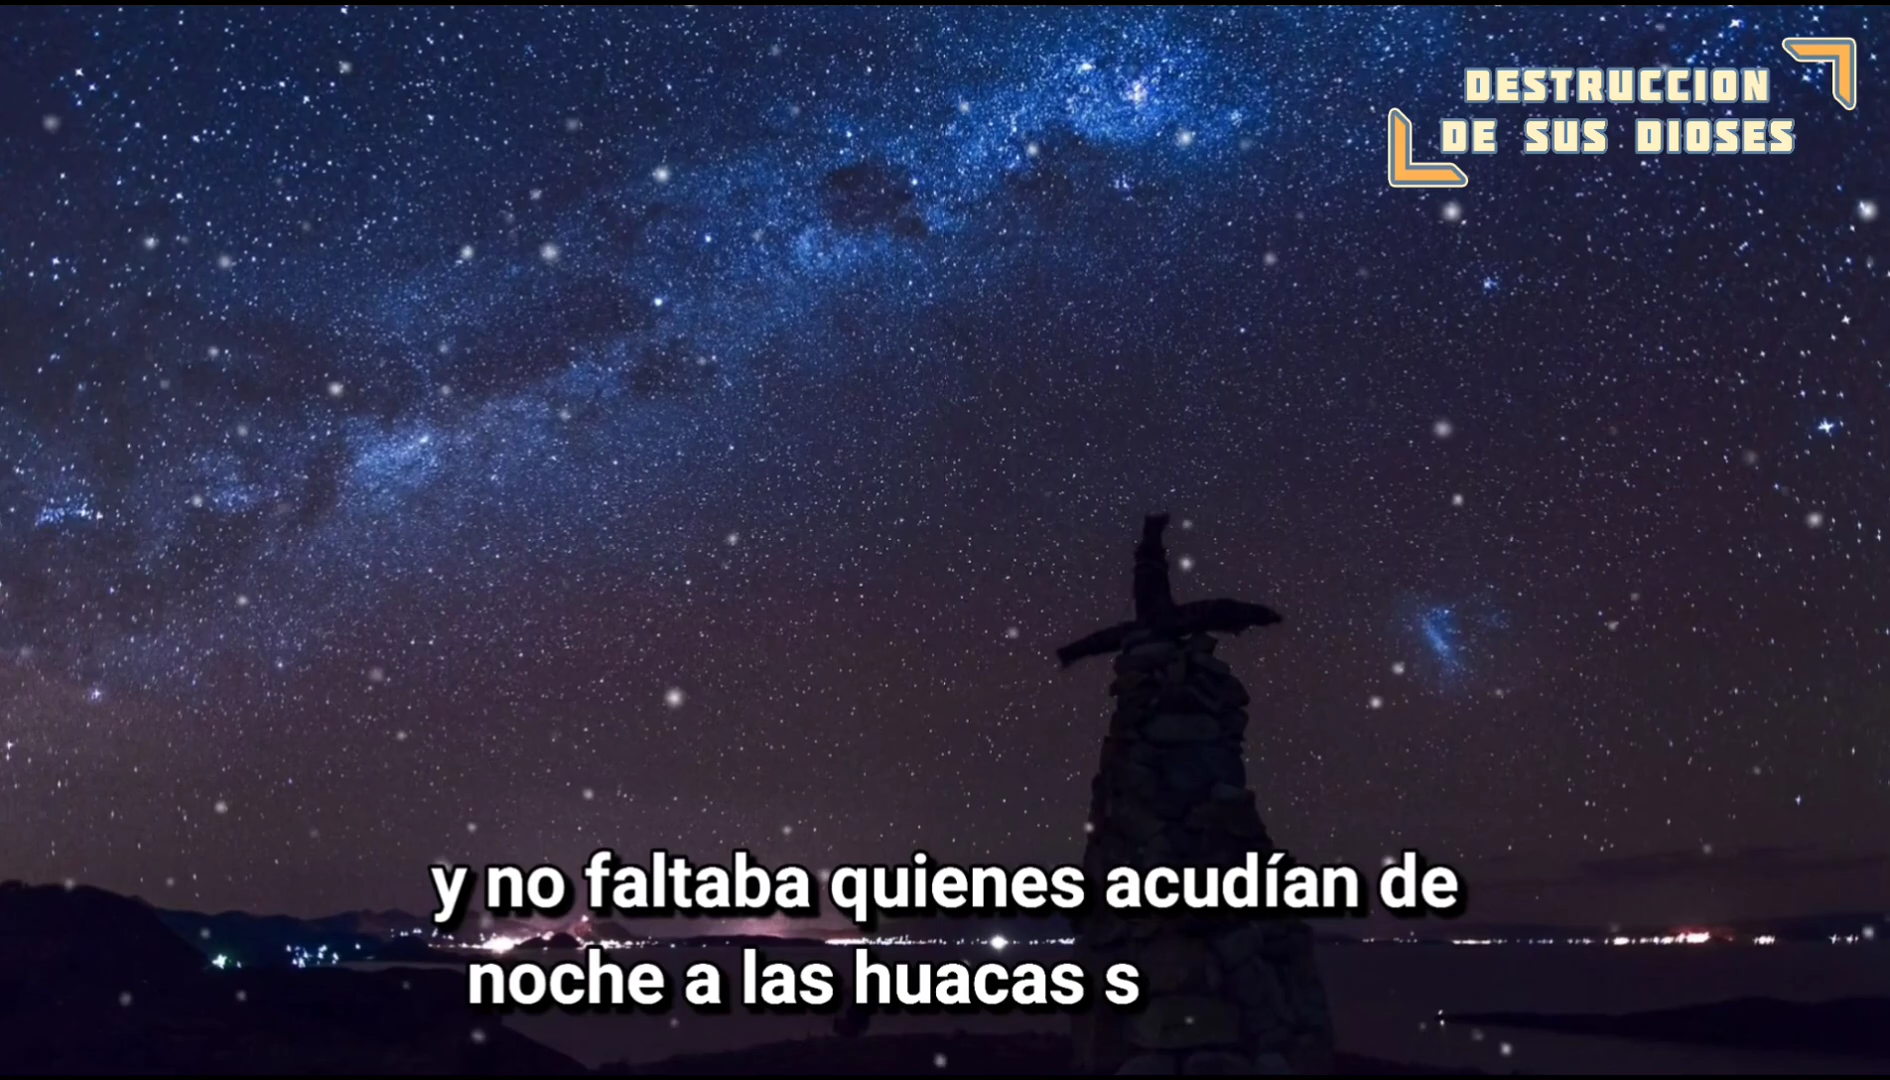 DESTRUCCION
DE SUS DIOSES
y no faltaba quienes acudían de
noche a las huacas s